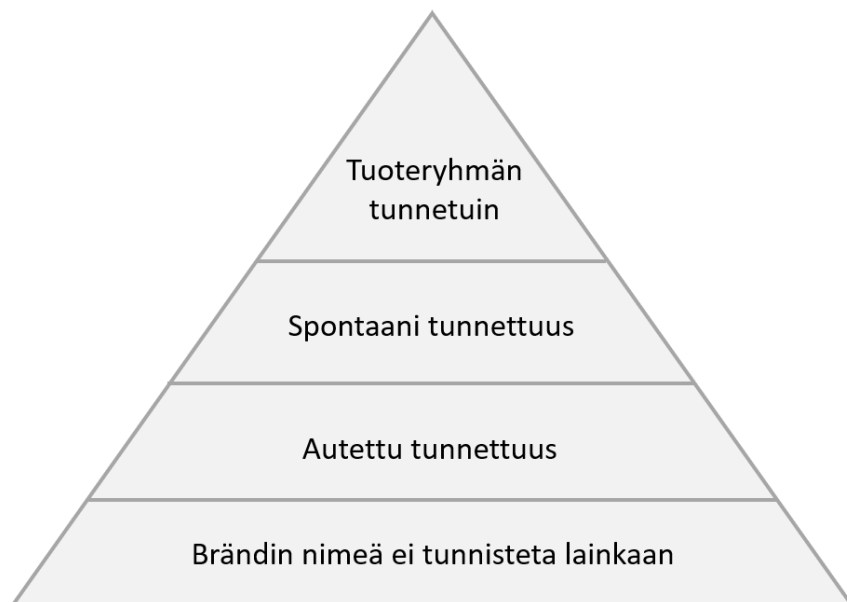 Tuoteryhmän
tunnetuin
Spontaani tunnettuus
Autettu tunnettuus
Brändin nimeä ei tunnisteta lainkaan